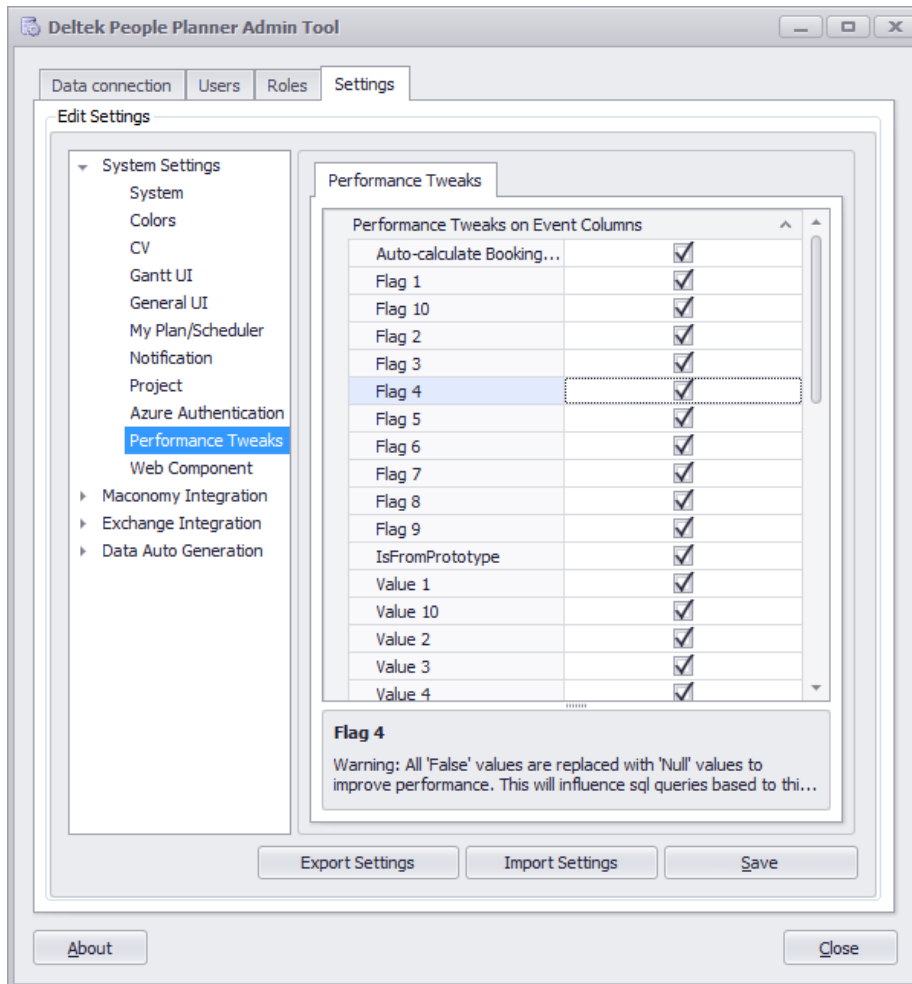 Deltek People Planner Admin Tool
Data connection
Users
Roles
Settings
Edit Settings
System Settings
System
Colors
CV
Gantt UI
General UI
My Plan/Scheduler
Notification
Project
Azure Authentication
Performance Tweaks
Web Component
Maconomy Integration
Exchange Integration
Data Auto Generation
Performance Tweaks
Performance Tweaks on Event Columns
Auto-calculate Booking...
Flag 1
Flag 10
Flag 2
Flag 3
Flag 4
Flag 5
Flag 6
Flag 7
Flag 8
Flag 9
IsFromPrototype
Value 1
Value 10
Value 2
Value 3
Value 4
Flag 4
Warning: All 'False' values are replaced with 'Null' values to
improve performance. This will influence sql queries based to thi...
Export Settings
Import Settings
Save
About
Close